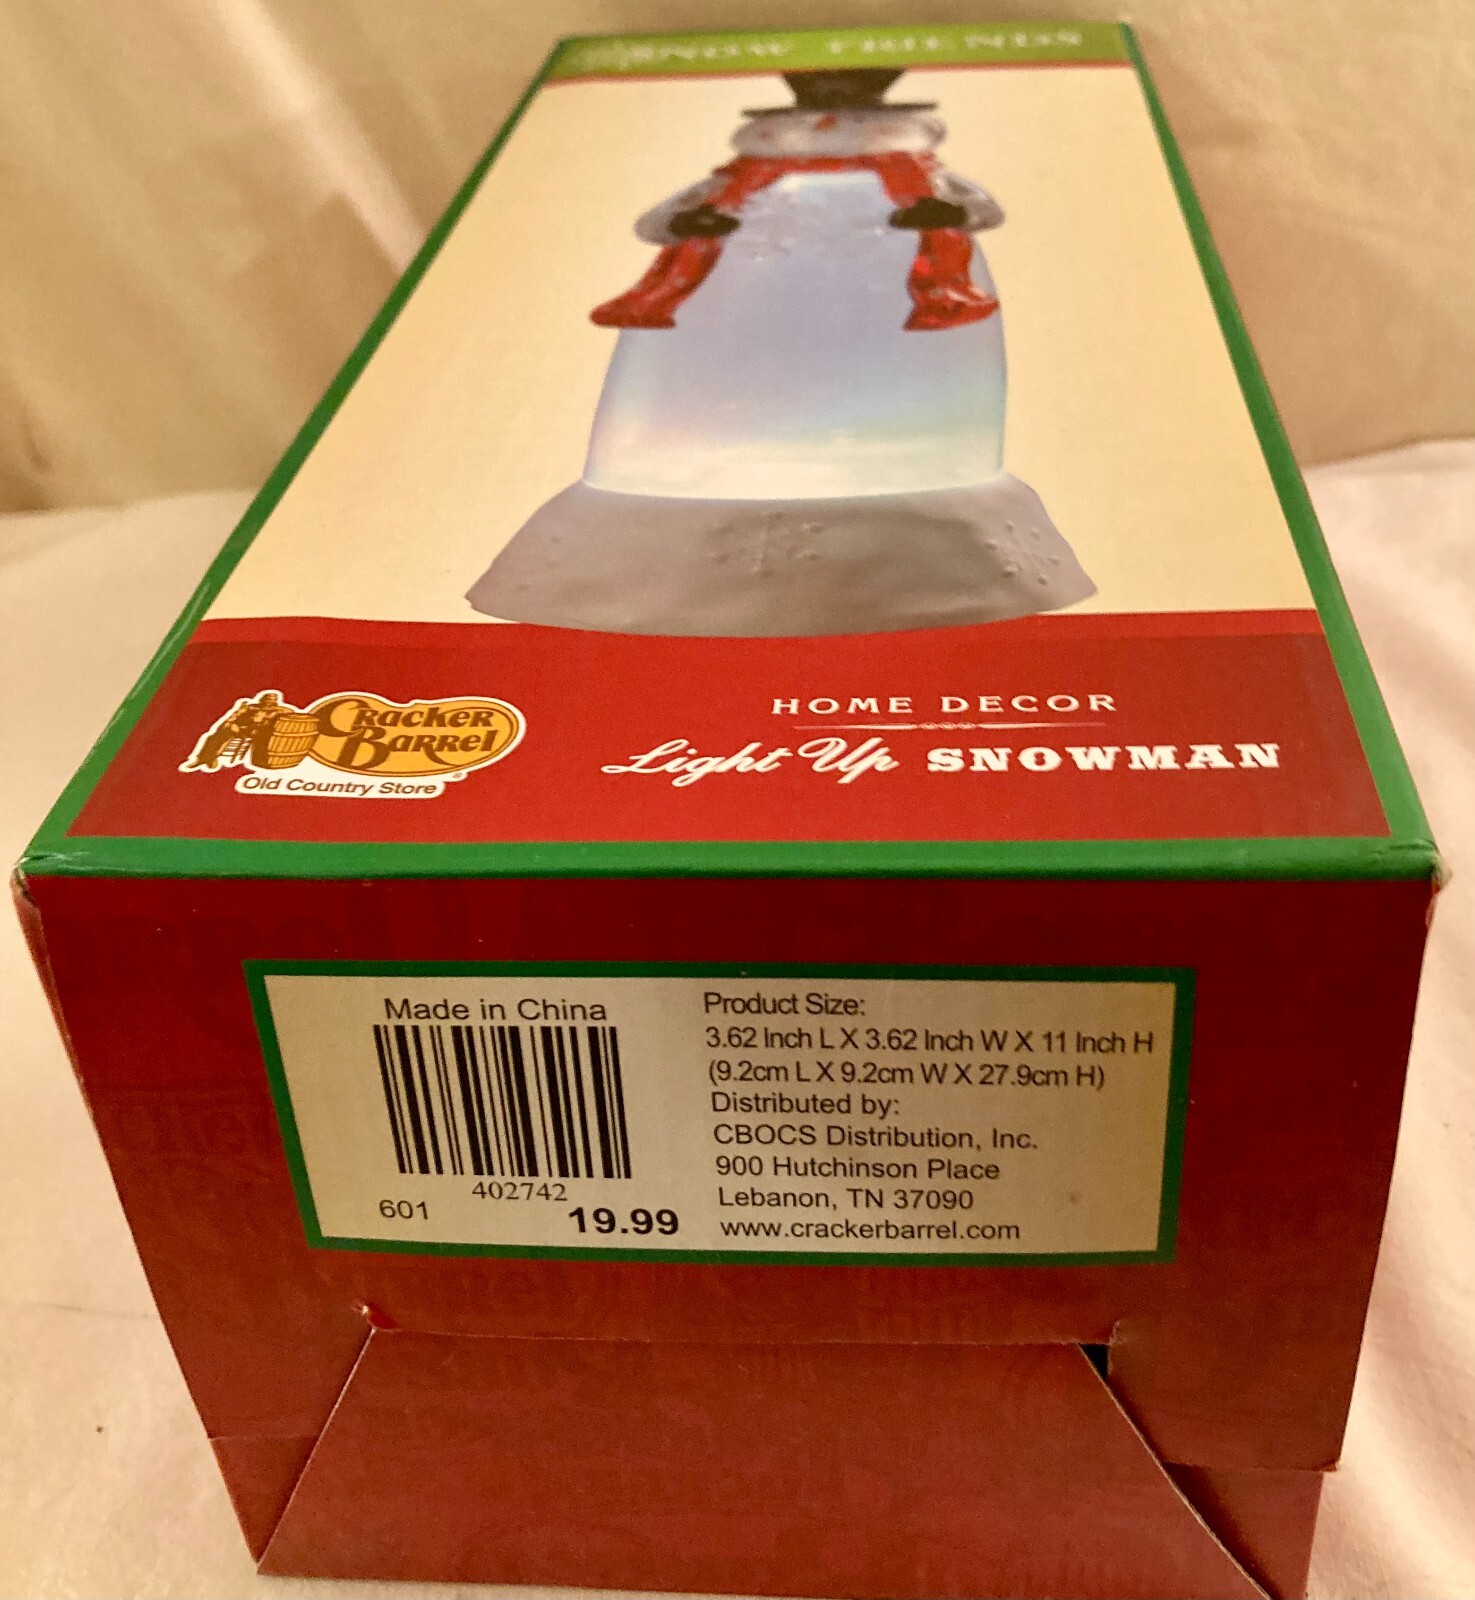 SNOW FRIENDS
Cracker
Barrel
Old Country Store
HOME DECOR
Light Up SNOWMAN
Made in China
402742
601
19.99
Product Size:
3.62 Inch L X 3.62 Inch W X 11 Inch H
(9.2cm L X 9.2cm W X 27.9cm H)
Distributed by:
CBOCS Distribution, Inc.
900 Hutchinson Place
Lebanon, TN 37090
www.crackerbarrel.com